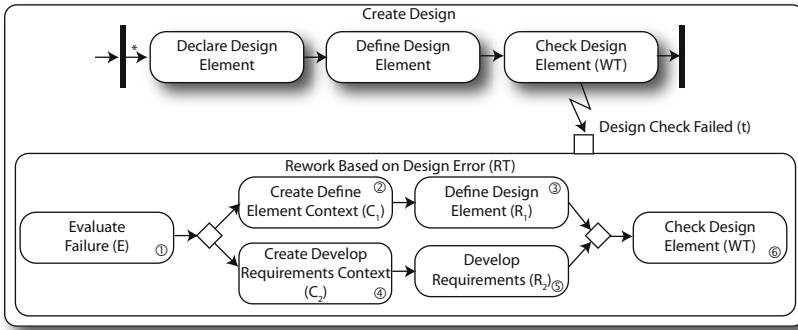 Create Design
*
Declare Design
Element
Define Design
Element
Check Design
Element (WT)
Design Check Failed (t)
Rework Based on Design Error (RT)
Evaluate
Failure (E)
①
Create Define
Element Context (C₁)
②
Define Design
Element (R₁)
③
Create Develop
Requirements Context
(C₂)
④
Develop
Requirements (R₂)
⑤
Check Design
Element (WT)
⑥